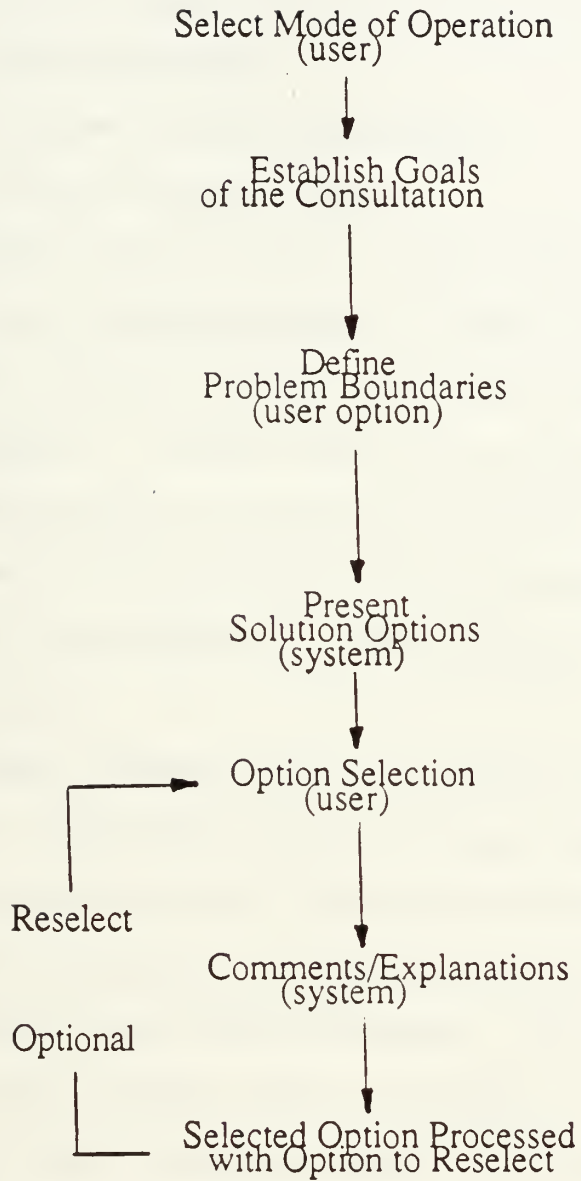 Select Mode of Operation
(user)
Establish Goals
of the Consultation
Define
Problem Boundaries
(user option)
Present
Solution Options
(system)
Option Selection
(user)
Reselect
Comments/Explanations
(system)
Optional
Selected Option Processed
with Option to Reselect